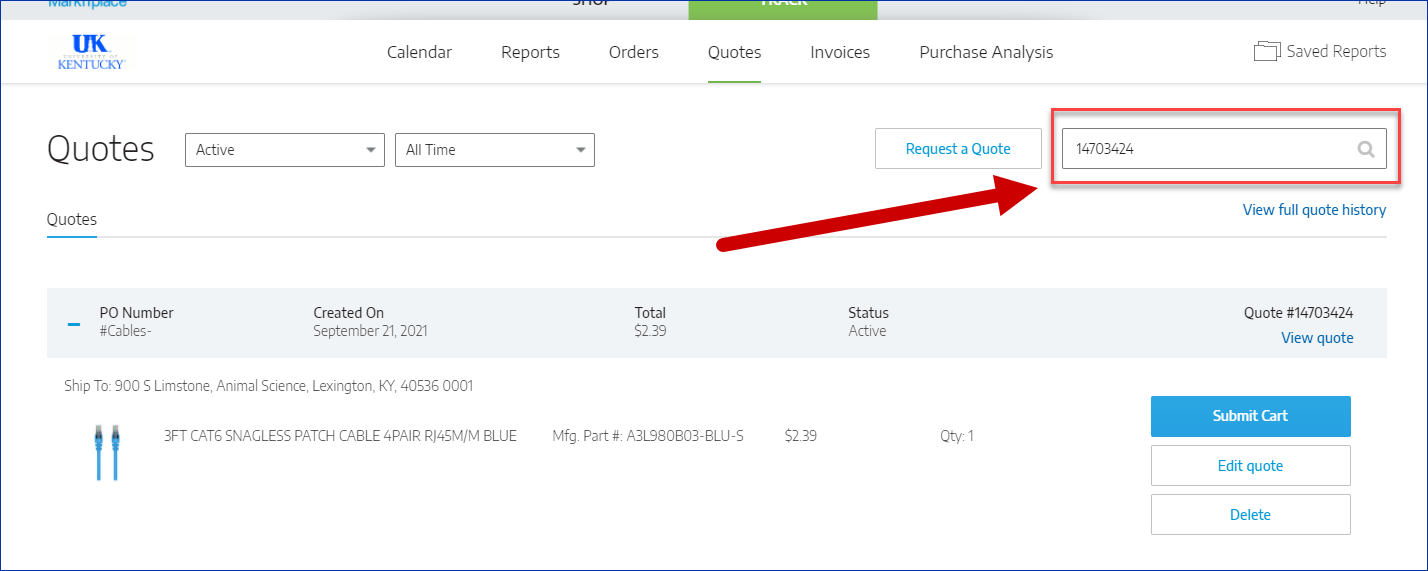 Marketplace
SHOP
TRACK
Help
UK
UNIVERSITY OF
KENTUCKY
Calendar
Reports
Orders
Quotes
Invoices
Purchase Analysis
Saved Reports
Quotes
Active
All Time
Request a Quote
14703424
View full quote history
Quotes
PO Number
#Cables-
Created On
September 21, 2021
Total
$2.39
Status
Active
Quote #14703424
View quote
Ship To: 900 S Limstone, Animal Science, Lexington, KY, 40536 0001
3FT CAT6 SNAGLESS PATCH CABLE 4PAIR RJ45M/M BLUE
Mfg. Part #: A3L980B03-BLU-S
$2.39
Qty: 1
Submit Cart
Edit quote
Delete